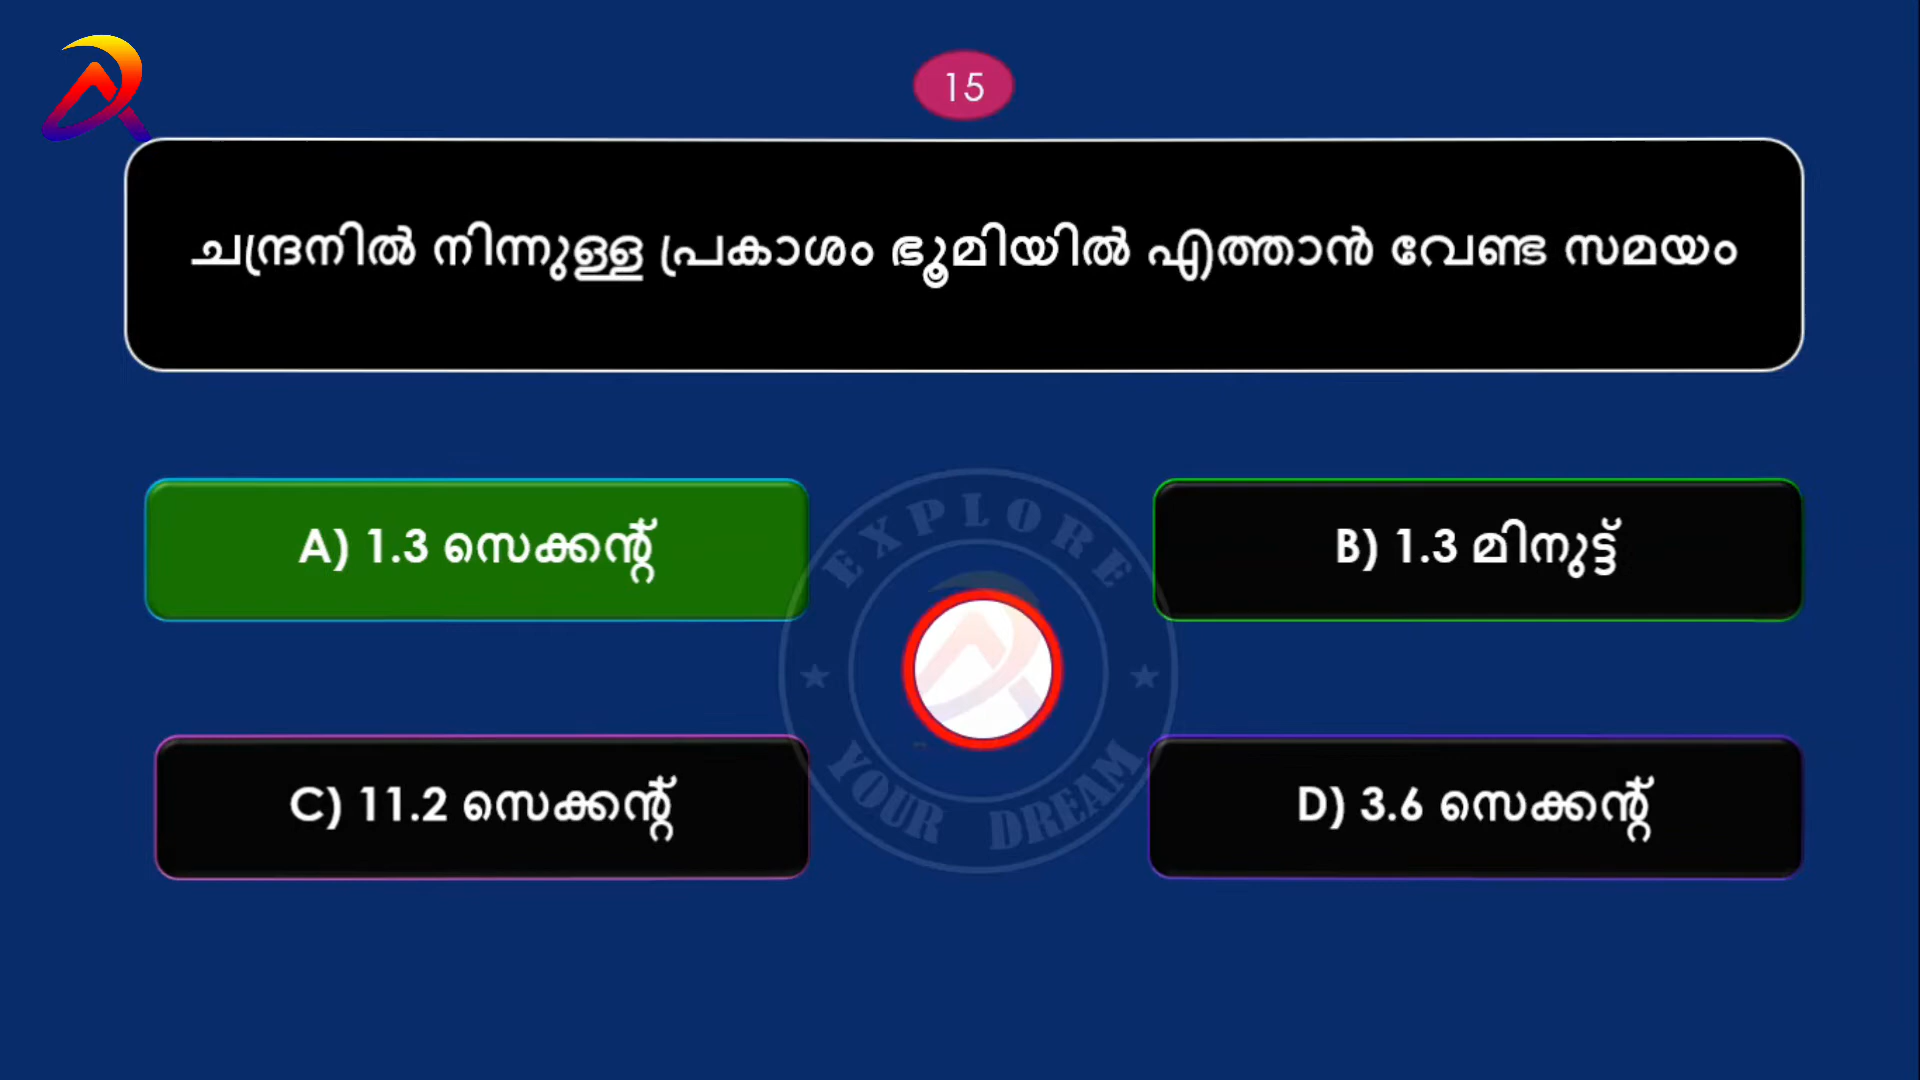 15
ചന്ദ്രനിൽ നിന്നുള്ള പ്രകാശം ഭൂമിയിൽ എത്താൻ വേണ്ട സമയം
A) 1.3 സെക്കന്റ്
B) 1.3 മിനുട്ട്
EXPLORE
YOUR DREAM
C) 11.2 സെക്കന്റ്
D) 3.6 സെക്കന്റ്